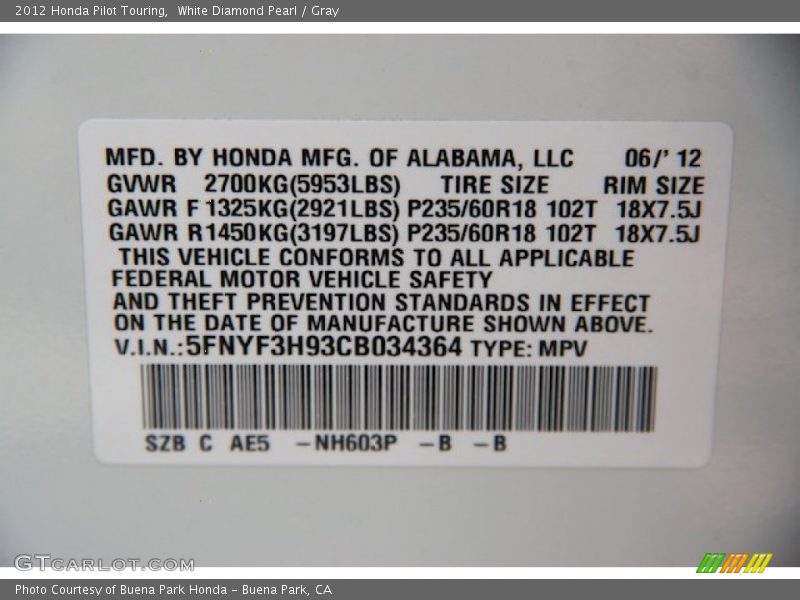 2012 Honda Pilot Touring,  White Diamond Pearl / Gray
MFD. BY HONDA MFG. OF ALABAMA, LLC 06/' 12
GVWR 2700KG(5953LBS) TIRE SIZE RIM SIZE
GAWR F 1325KG(2921LBS) P235/60R18 102T 18X7.5J
GAWR R1450KG(3197LBS) P235/60R18 102T 18X7.5J
THIS VEHICLE CONFORMS TO ALL APPLICABLE
FEDERAL MOTOR VEHICLE SAFETY
AND THEFT PREVENTION STANDARDS IN EFFECT
ON THE DATE OF MANUFACTURE SHOWN ABOVE.
V.I.N.:5FNYF3H93CB034364 TYPE: MPV
SZB C AE5 -NH603P -B -B
GTCARLOT.COM
Photo Courtesy of Buena Park Honda - Buena Park, CA